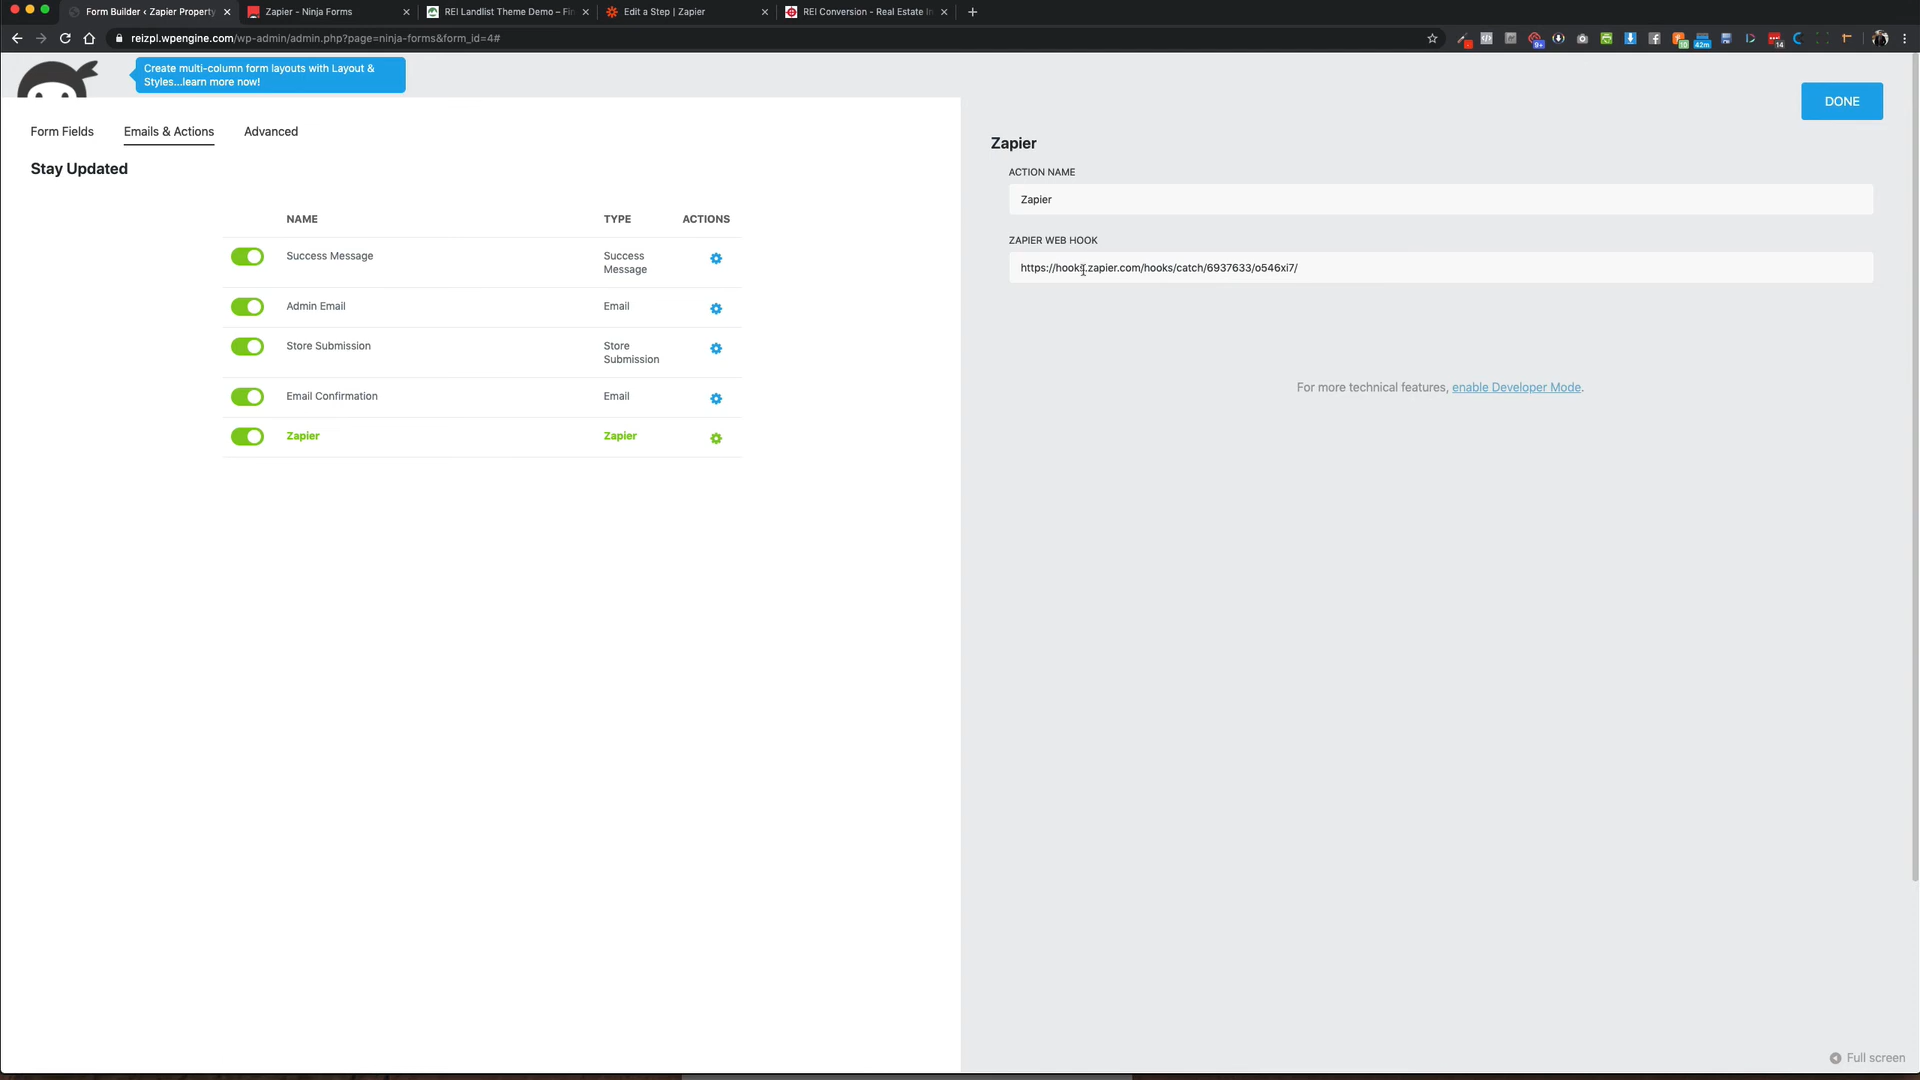 Form Builder ‹ Zapier Property
Zapier - Ninja Forms
REI Landlist Theme Demo – Fin
Edit a Step | Zapier
REI Conversion - Real Estate In
reizpl.wpengine.com/wp-admin/admin.php?page=ninja-forms&form_id=4#
9+
10
42m
14
Create multi-column form layouts with Layout &
Styles...learn more now!
DONE
Form Fields
Emails & Actions
Advanced
Stay Updated
NAME
TYPE
ACTIONS
Success Message
Success
Message
Admin Email
Email
Store Submission
Store
Submission
Email Confirmation
Email
Zapier
Zapier
Zapier
ACTION NAME
Zapier
ZAPIER WEB HOOK
https://hooks.zapier.com/hooks/catch/6937633/o546xi7/
For more technical features, enable Developer Mode.
Full screen